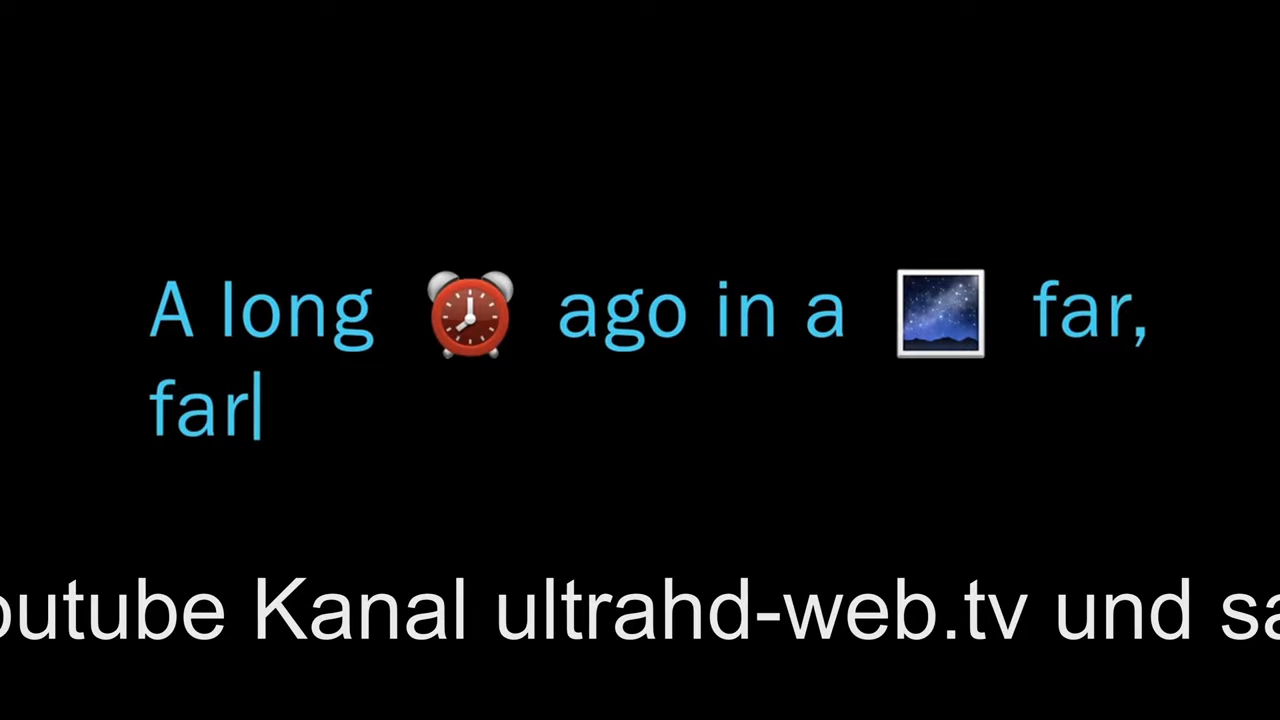 A long ⏰ ago in a 🌌 far,
far
outube Kanal ultrahd-web.tv und sa